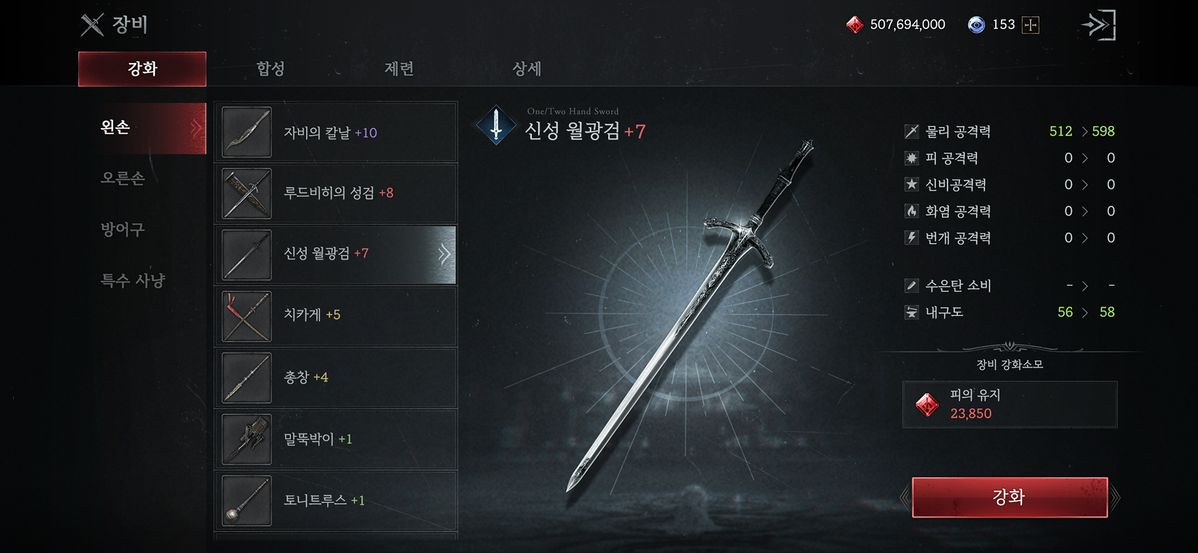 장비
507,694,000
153
강화
합성
제련
상세
왼손
오른손
방어구
특수 사냥
자비의 칼날 +10
루드비히의 성검 +8
신성 월광검 +7
치카게 +5
총창 +4
말뚝박이 +1
토니트루스 +1
One/Two Hand Sword
신성 월광검 +7
물리 공격력 512 > 598
피 공격력 0 > 0
신비공격력 0 > 0
화염 공격력 0 > 0
번개 공격력 0 > 0
수은탄 소비 - > -
내구도 56 > 58
장비 강화소모
피의 유지
23,850
강화